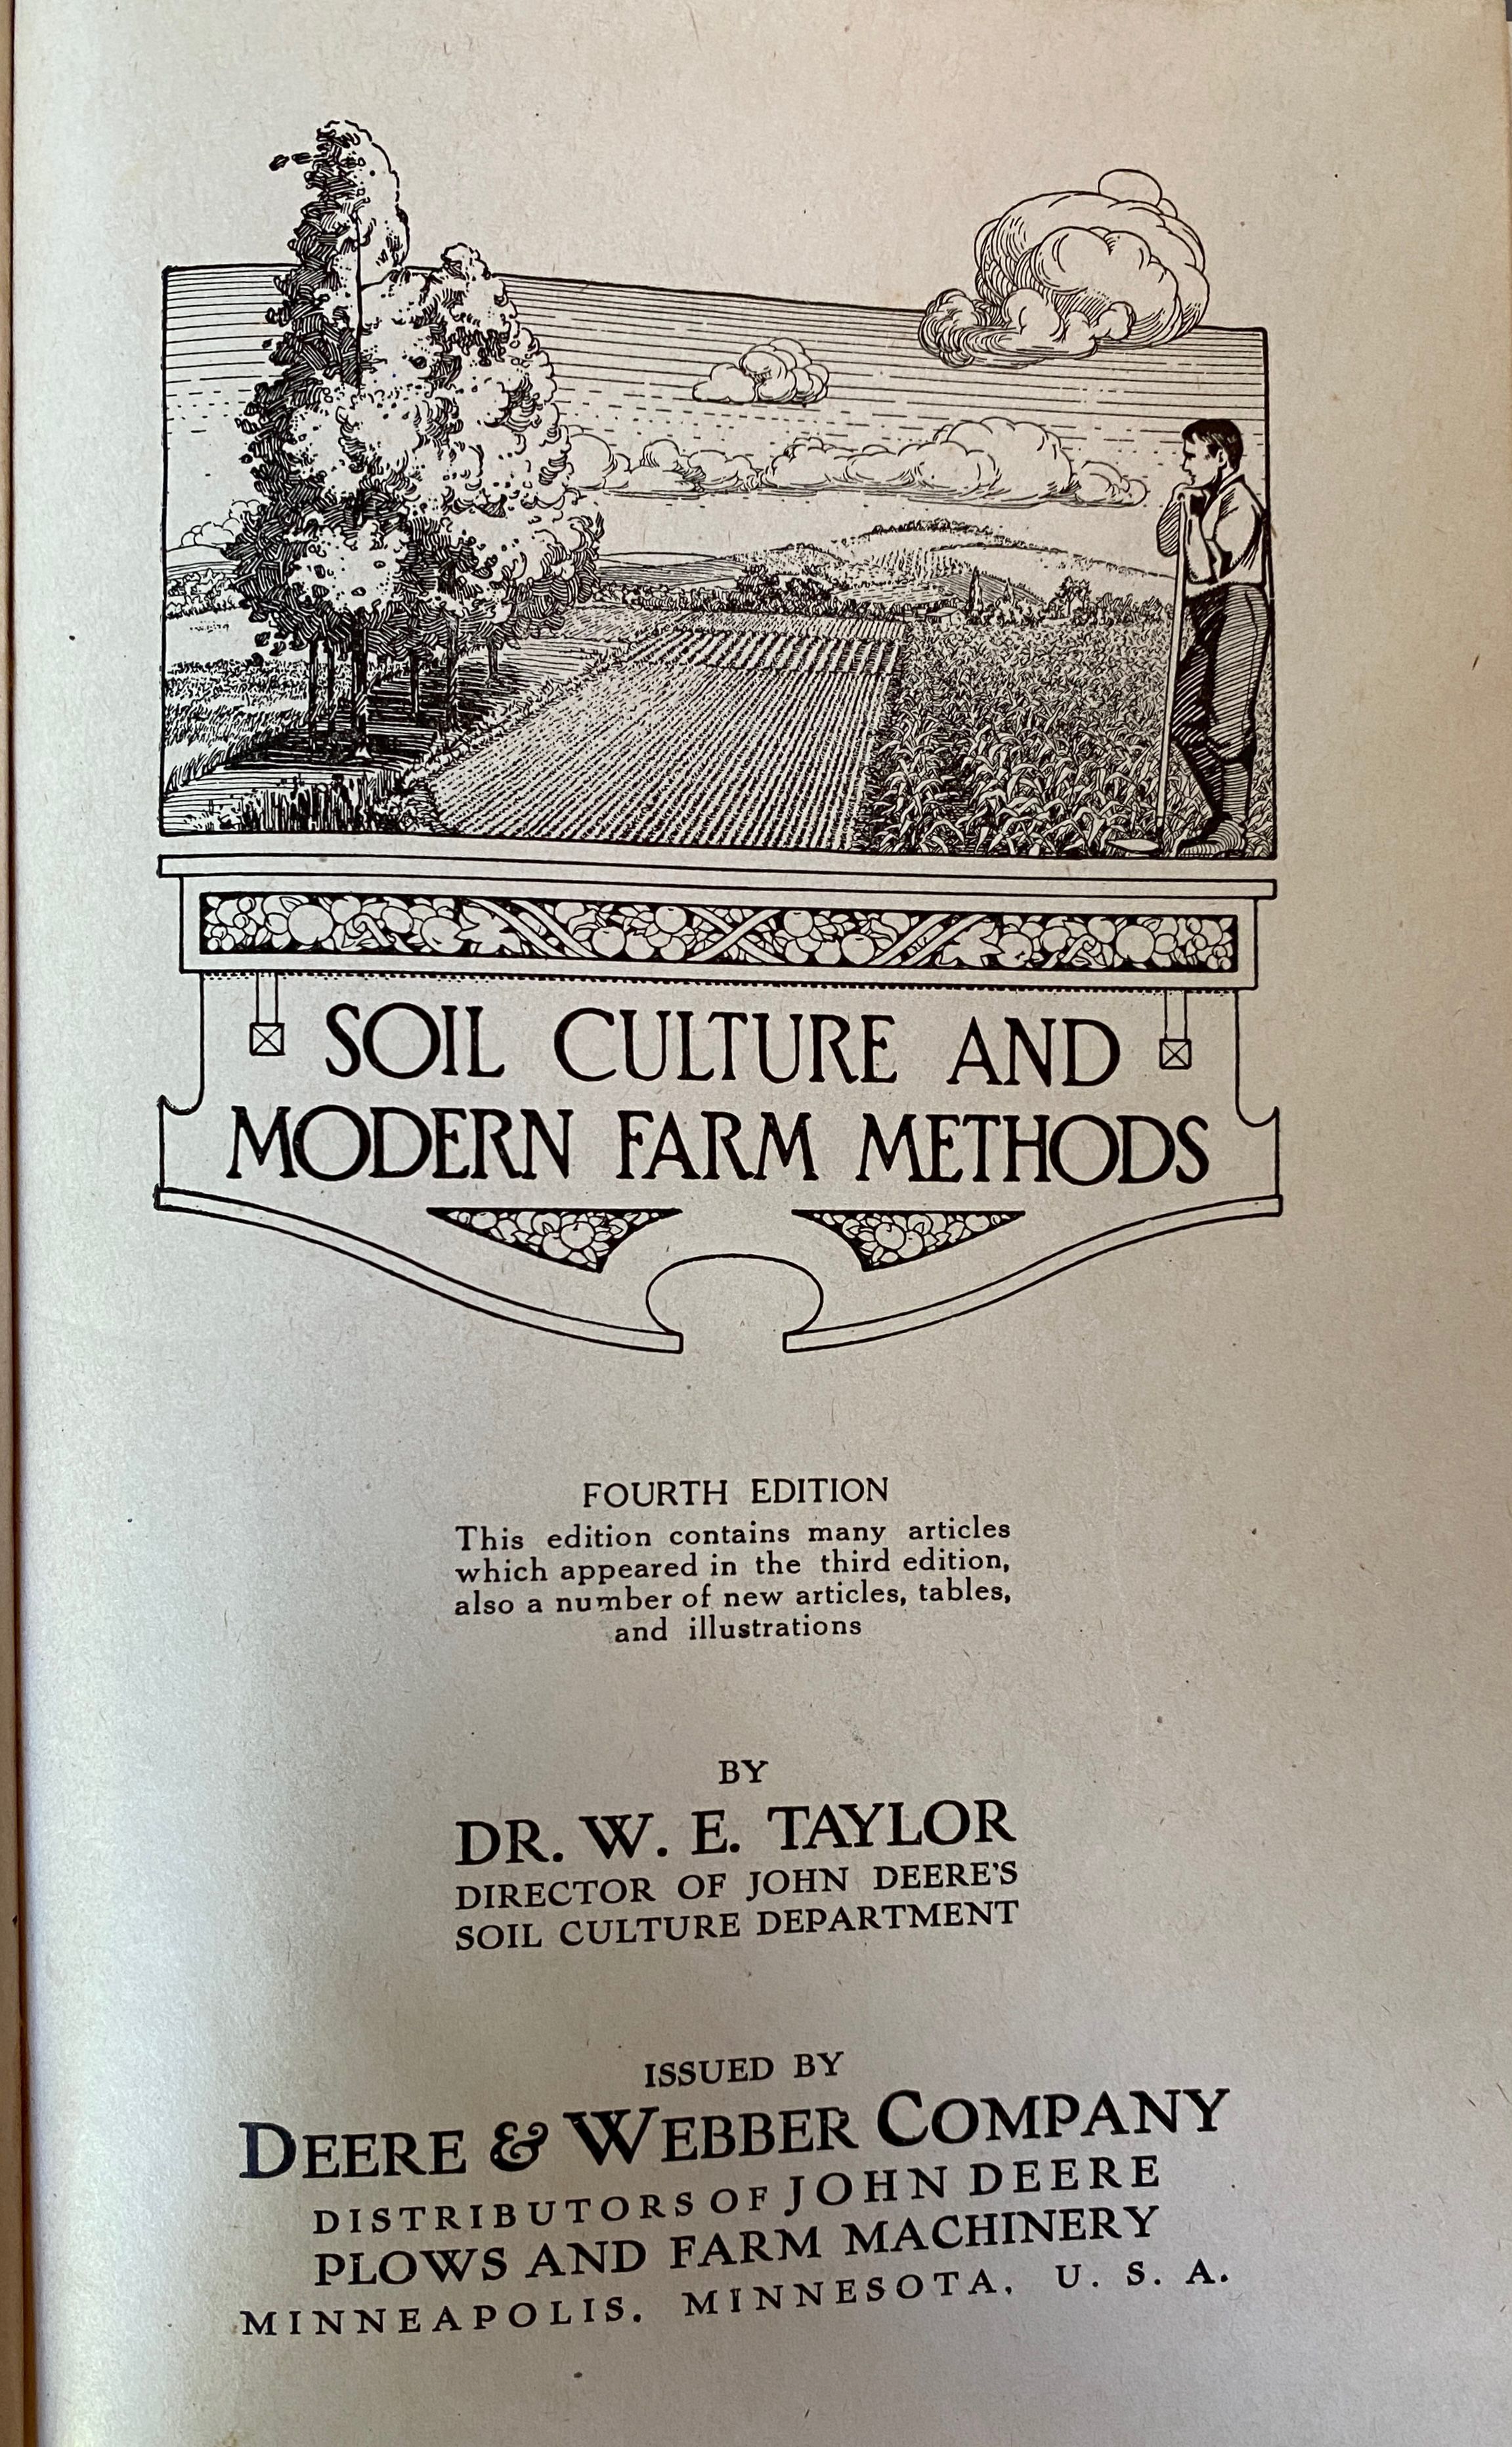 SOIL CULTURE AND
MODERN FARM METHODS
FOURTH EDITION
This edition contains many articles
which appeared in the third edition,
also a number of new articles, tables,
and illustrations
BY
DR. W. E. TAYLOR
DIRECTOR OF JOHN DEERE'S
SOIL CULTURE DEPARTMENT
ISSUED BY
DEERE & WEBBER COMPANY
DISTRIBUTORS OF JOHN DEERE
PLOWS AND FARM MACHINERY
MINNEAPOLIS. MINNESOTA, U. S. A.